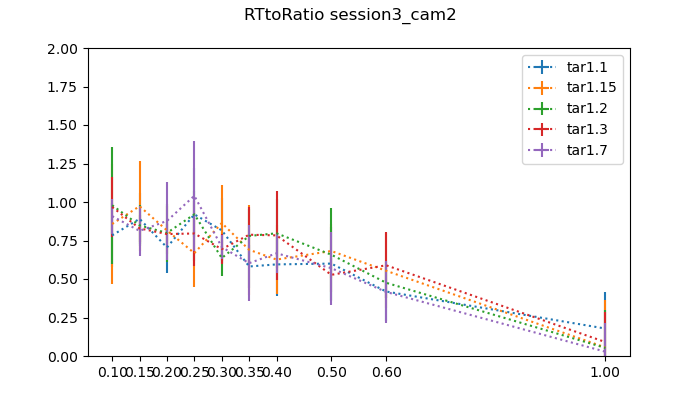 RTtoRatio session3_cam2
2.00
1.75
1.50
1.25
1.00
0.75
0.50
0.25
0.00
tar1.1
tar1.15
tar1.2
tar1.3
tar1.7
0.10 0.15 0.20 0.25 0.30 0.35 0.40 0.50 0.60 1.00